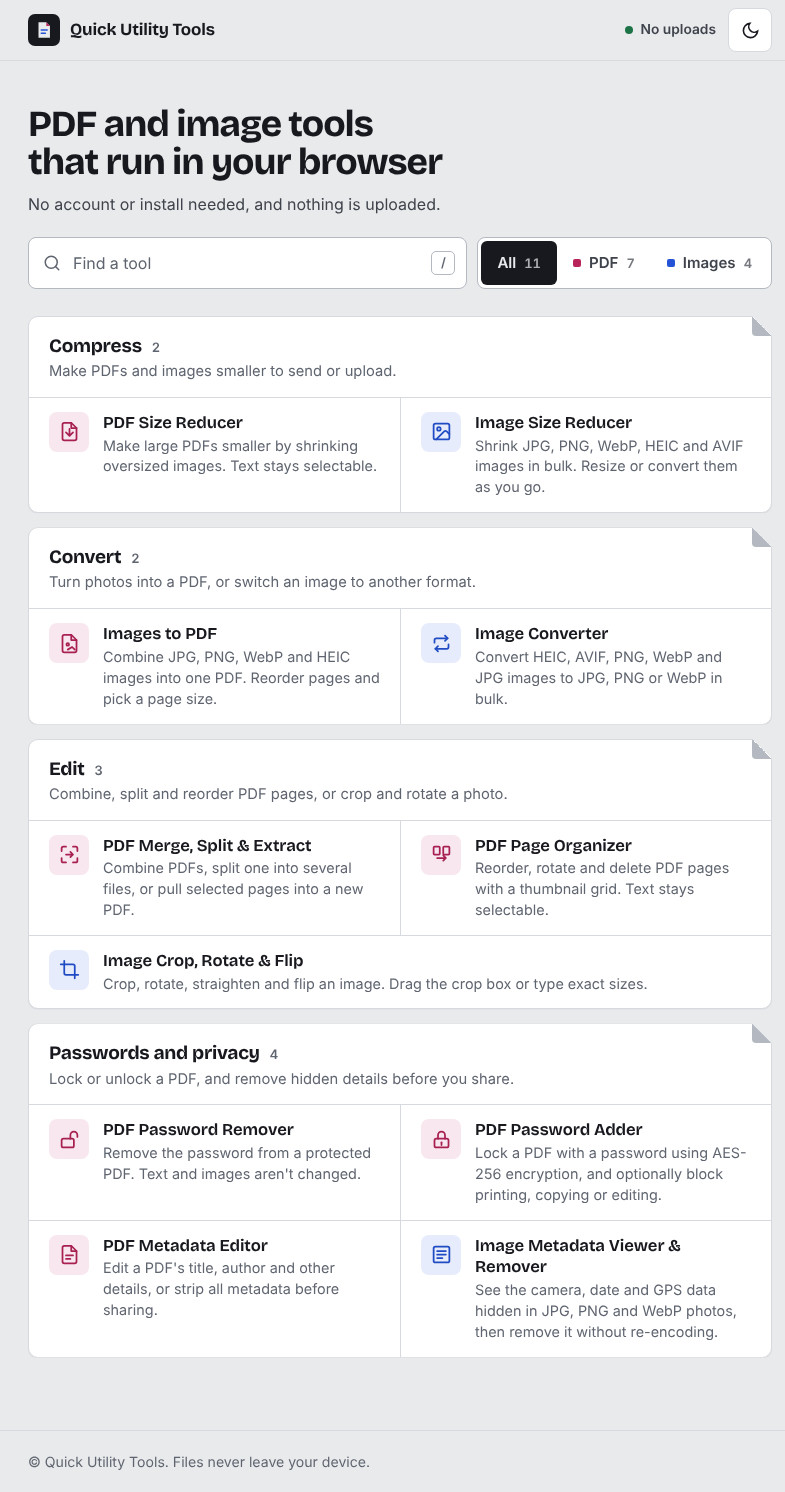 Quick Utility Tools
No uploads
PDF and image tools
that run in your browser
No account or install needed, and nothing is uploaded.
Find a tool
/
All 11
PDF 7
Images 4
Compress 2
Make PDFs and images smaller to send or upload.
PDF Size Reducer
Make large PDFs smaller by shrinking
oversized images. Text stays selectable.
Image Size Reducer
Shrink JPG, PNG, WebP, HEIC and AVIF
images in bulk. Resize or convert them
as you go.
Convert 2
Turn photos into a PDF, or switch an image to another format.
Images to PDF
Combine JPG, PNG, WebP and HEIC
images into one PDF. Reorder pages and
pick a page size.
Image Converter
Convert HEIC, AVIF, PNG, WebP and
JPG images to JPG, PNG or WebP in
bulk.
Edit 3
Combine, split and reorder PDF pages, or crop and rotate a photo.
PDF Merge, Split & Extract
Combine PDFs, split one into several
files, or pull selected pages into a new
PDF.
PDF Page Organizer
Reorder, rotate and delete PDF pages
with a thumbnail grid. Text stays
selectable.
Image Crop, Rotate & Flip
Crop, rotate, straighten and flip an image. Drag the crop box or type exact sizes.
Passwords and privacy 4
Lock or unlock a PDF, and remove hidden details before you share.
PDF Password Remover
Remove the password from a protected
PDF. Text and images aren't changed.
PDF Password Adder
Lock a PDF with a password using AES-
256 encryption, and optionally block
printing, copying or editing.
PDF Metadata Editor
Edit a PDF's title, author and other
details, or strip all metadata before
sharing.
Image Metadata Viewer &
Remover
See the camera, date and GPS data
hidden in JPG, PNG and WebP photos,
then remove it without re-encoding.
© Quick Utility Tools. Files never leave your device.